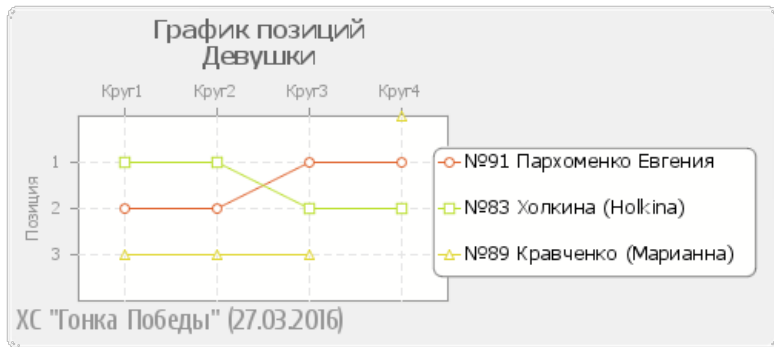 График позиций
Девушки
Круг1 Круг2 Круг3 Круг4
Позиция
1
2
3
№91 Пархоменко Евгения
№83 Холкина (Holkina)
№89 Кравченко (Марианна)
ХС "Гонка Победы" (27.03.2016)